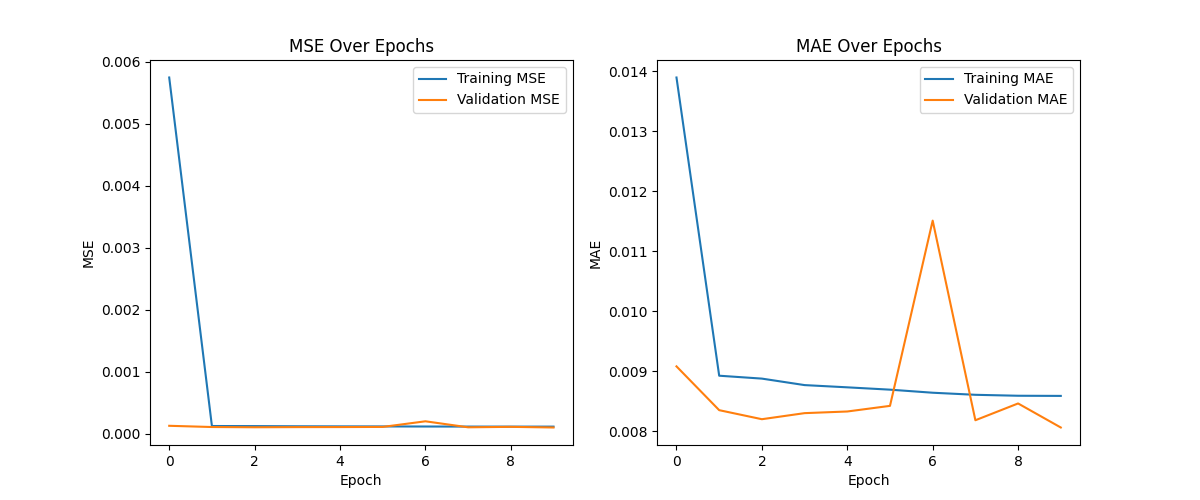 MSE Over Epochs
0.006
0.005
0.004
0.003
0.002
0.001
0.000
MSE
0 2 4 6 8
Epoch
Training MSE
Validation MSE
MAE Over Epochs
0.014
0.013
0.012
0.011
0.010
0.009
0.008
MAE
0 2 4 6 8
Epoch
Training MAE
Validation MAE